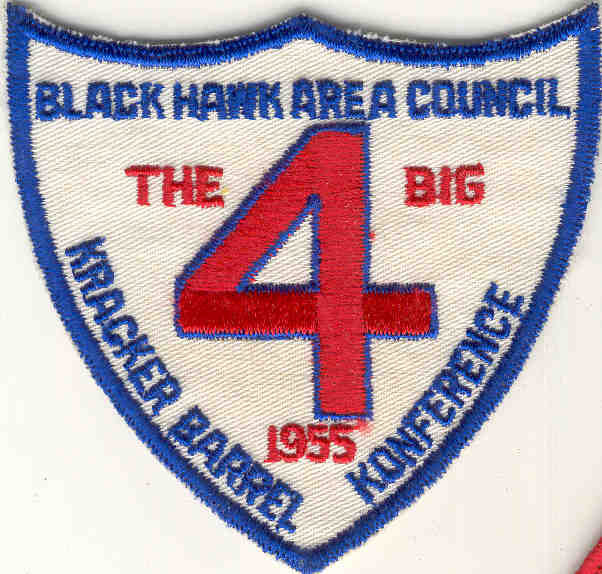 BLACK HAWK AREA COUNCIL
THE 4 BIG
KRACKER BARREL KONFERENCE
1955